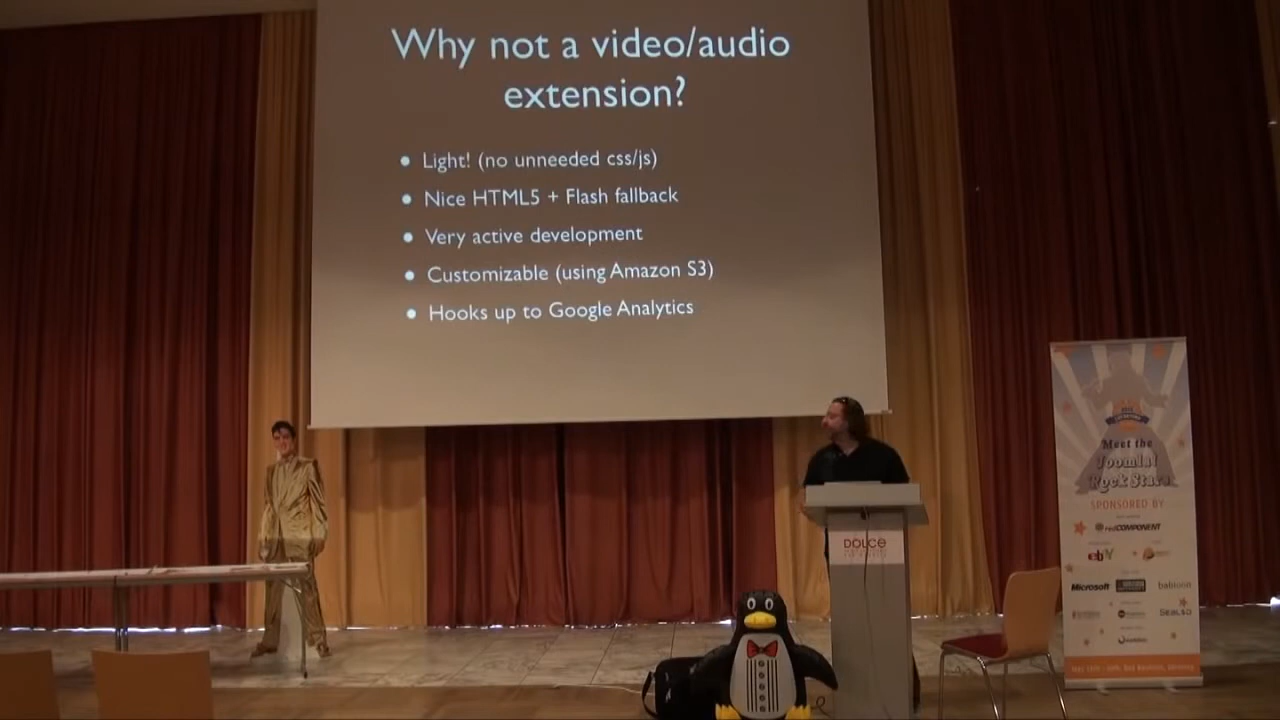 Why not a video/audio
extension?
Light! (no unneeded css/js)
Nice HTML5 + Flash fallback
Very active development
Customizable (using Amazon S3)
Hooks up to Google Analytics
DOLCE
Meet the
Joomla!
Rock Stars
SPONSORED BY
redCOMPONENT
ebY
Microsoft